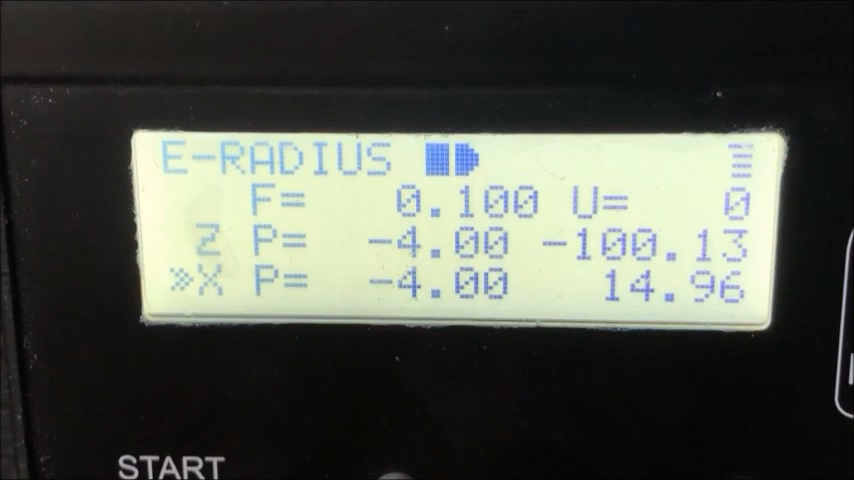 E-RADIUS
F= 0.100 U= 0
Z P= -4.00 -100.13
»X P= -4.00 14.96
START